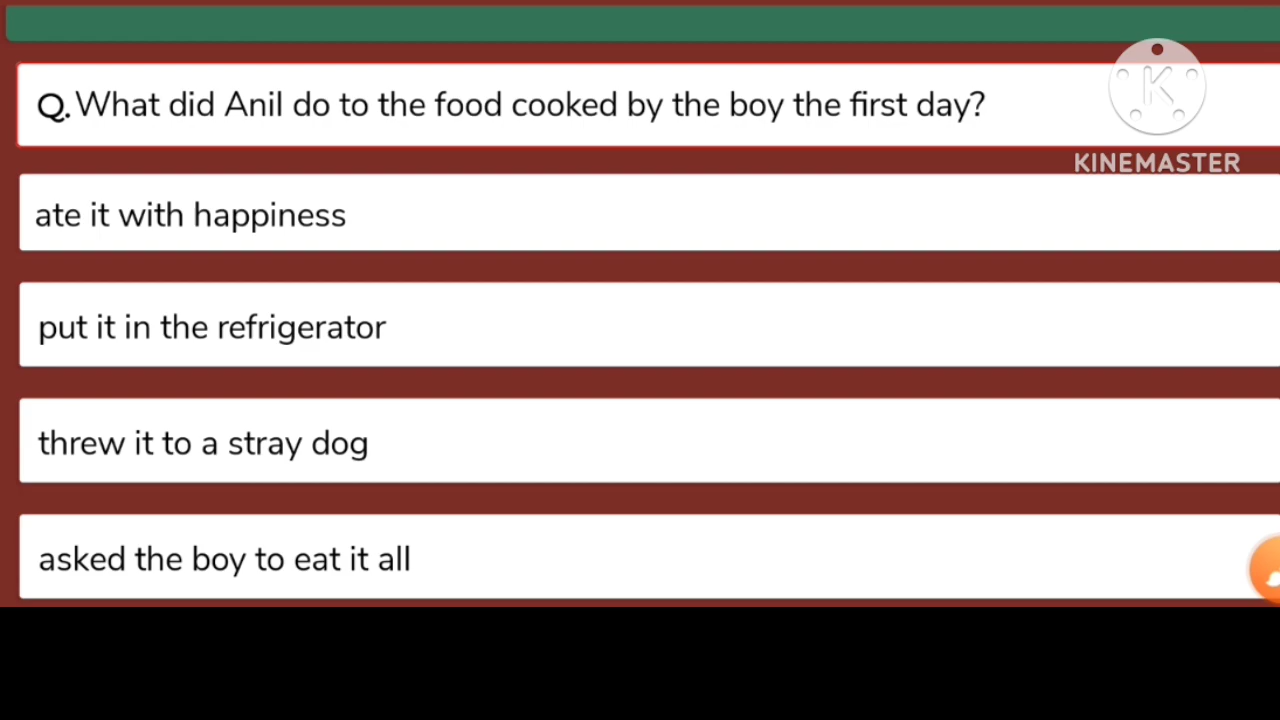 Q. What did Anil do to the food cooked by the boy the first day?
K
KINEMASTER
ate it with happiness
put it in the refrigerator
threw it to a stray dog
asked the boy to eat it all